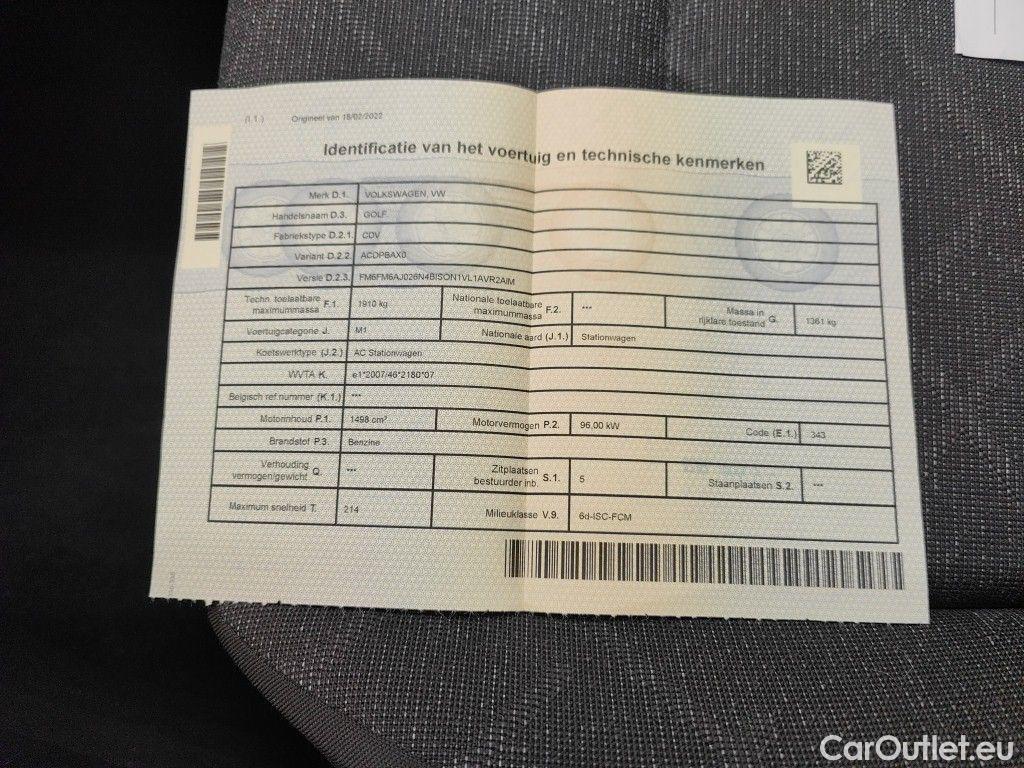 (I.1.) Origineel van 18/02/2022
Identificatie van het voertuig en technische kenmerken
Merk D.1. VOLKSWAGEN, VW
Handelsnaam D.3. GOLF
Fabriekstype D.2.1. CDV
Variant D.2.2. ACDPBAX0
Versie D.2.3. FM6FM6AJ026N4BISON1VL1AVR2AIM
Techn. toelaatbare maximummassa F.1. 1910 kg Nationale toelaatbare maximummassa F.2. --- Massa in rijklare toestand G. 1361 kg
Voertuigcategorie J. M1 Nationale aard (J.1.) Stationwagen
Koetswerktype (J.2.) AC Stationwagen
WVTA K. e1*2007/46*2180*07
Belgisch ref.nummer (K.1.) ---
Motorinhoud P.1. 1498 cm³ Motorvermogen P.2. 96,00 kW Code (E.1.) 343
Brandstof P.3. Benzine
Verhouding vermogen/gewicht Q. --- Zitplaatsen bestuurder inb. S.1. 5 Staanplaatsen S.2. ---
Maximum snelheid T. 214 Milieuklasse V.9. 6d-ISC-FCM
CarOutlet.eu